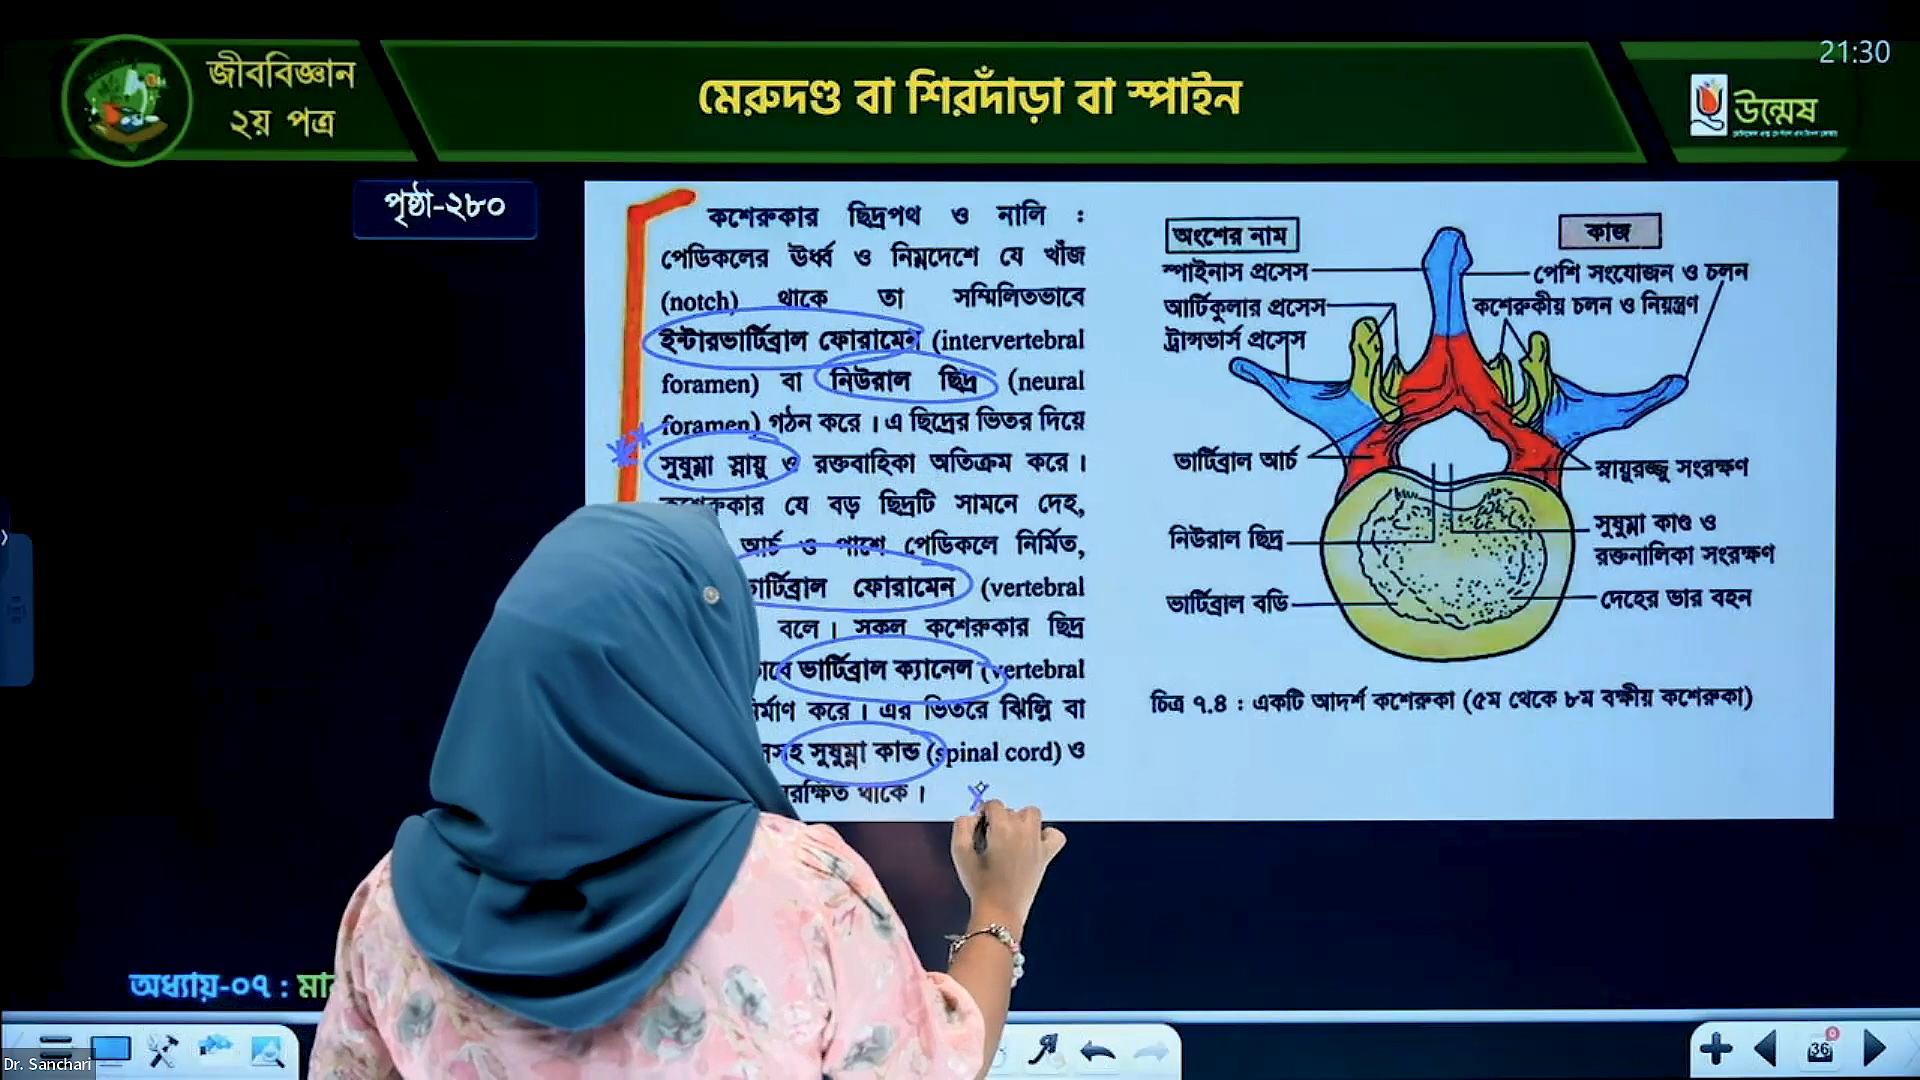 21:30
জীববিজ্ঞান
২য় পত্র
মেরুদণ্ড বা শিরদাঁড়া বা স্পাইন
উন্মেষ
পৃষ্ঠা-২৮০
কশেরুকার ছিদ্রপথ ও নালি :
পেডিকলের ঊর্ধ্ব ও নিম্নদেশে যে খাঁজ
(notch) থাকে তা সম্মিলিতভাবে
ইন্টারভার্টিব্রাল ফোরামেন (intervertebral
foramen) বা নিউরাল ছিদ্র (neural
foramen) গঠন করে । এ ছিদ্রের ভিতর দিয়ে
সুষুম্না স্নায়ু ও রক্তবাহিকা অতিক্রম করে ।
কশেরুকার যে বড় ছিদ্রটি সামনে দেহ,
আর্চ ও পাশে পেডিকলে নির্মিত,
ভার্টিব্রাল ফোরামেন (vertebral
বলে । সকল কশেরুকার ছিদ্র
ভার্টিব্রাল ক্যানেল (vertebral
করে । এর ভিতরে ঝিল্লি বা
সুষুম্না কান্ড (spinal cord) ও
থাকে ।
অংশের নাম
কাজ
স্পাইনাস প্রসেস
পেশি সংযোজন ও চলন
আর্টিকুলার প্রসেস
কশেরুকীয় চলন ও নিয়ন্ত্রণ
ট্রান্সভার্স প্রসেস
ভার্টিব্রাল আর্চ
স্নায়ুরজ্জু সংরক্ষণ
নিউরাল ছিদ্র
সুষুম্না কাণ্ড ও
রক্তনালিকা সংরক্ষণ
ভার্টিব্রাল বডি
দেহের ভার বহন
চিত্র ৭.৪ : একটি আদর্শ কশেরুকা (৫ম থেকে ৮ম বক্ষীয় কশেরুকা)
অধ্যায়-০৭ :
36
0
Dr. Sanchari